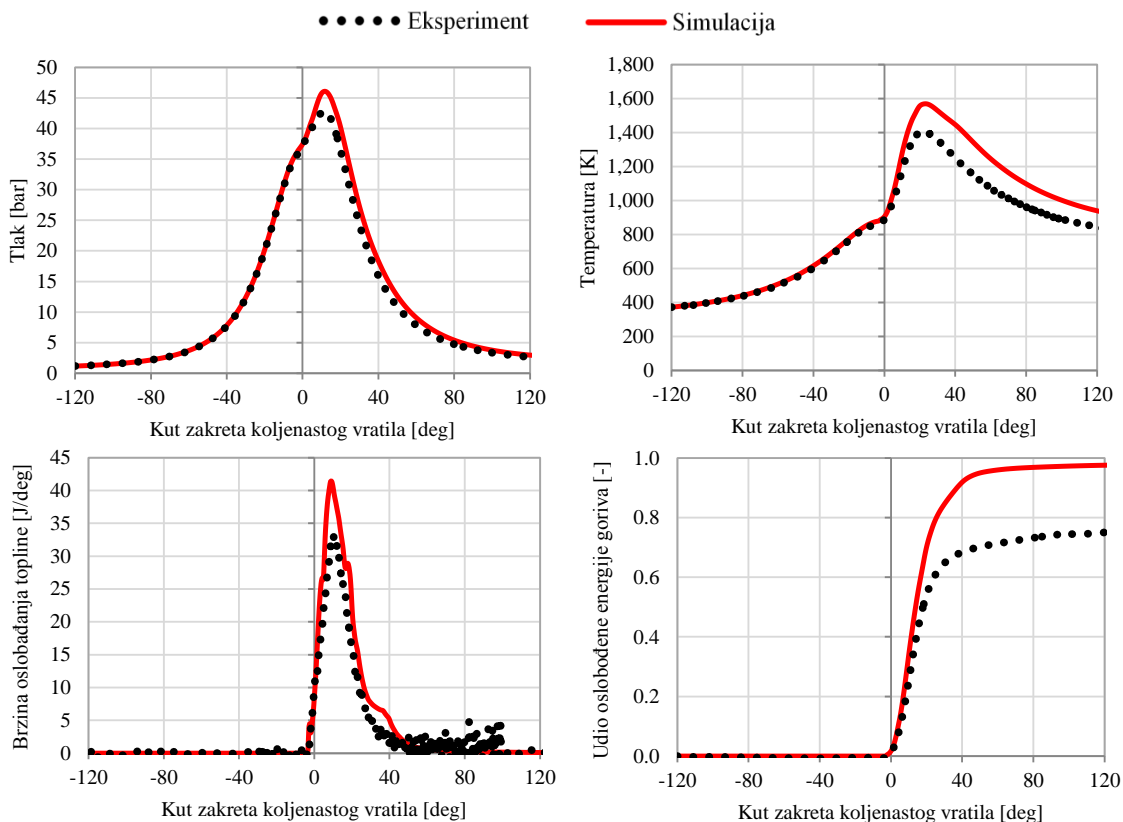 Eksperiment
Simulacija
Tlak [bar]
50
45
40
35
30
25
20
15
10
5
0
-120 -80 -40 0 40 80 120
Kut zakreta koljenastog vratila [deg]
Temperatura [K]
1,800
1,600
1,400
1,200
1,000
800
600
400
200
0
-120 -80 -40 0 40 80 120
Kut zakreta koljenastog vratila [deg]
Brzina oslobađanja topline [J/deg]
45
40
35
30
25
20
15
10
5
0
-120 -80 -40 0 40 80 120
Kut zakreta koljenastog vratila [deg]
Udio oslobođene energije goriva [-]
1.0
0.8
0.6
0.4
0.2
0.0
-120 -80 -40 0 40 80 120
Kut zakreta koljenastog vratila [deg]